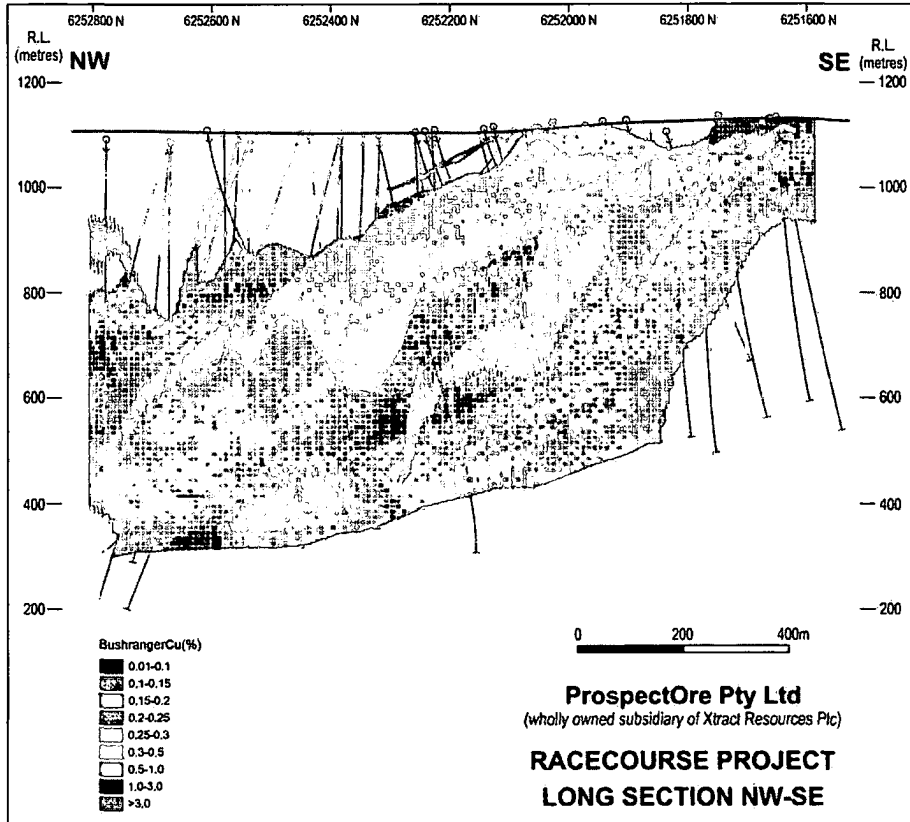 6252800 N 6252600 N 6252400 N 6252200 N 6252000 N 6251800 N 6251600 N
R.L. (metres) NW SE R.L. (metres)
1200 1200
1000 1000
800 800
600 600
400 400
200 200
BushrangerCu(%)
0.01-0.1
0.1-0.15
0.15-0.2
0.2-0.25
0.25-0.3
0.3-0.5
0.5-1.0
1.0-3.0
>3.0
0 200 400m
ProspectOre Pty Ltd
(wholly owned subsidiary of Xtract Resources Plc)
RACECOURSE PROJECT
LONG SECTION NW-SE